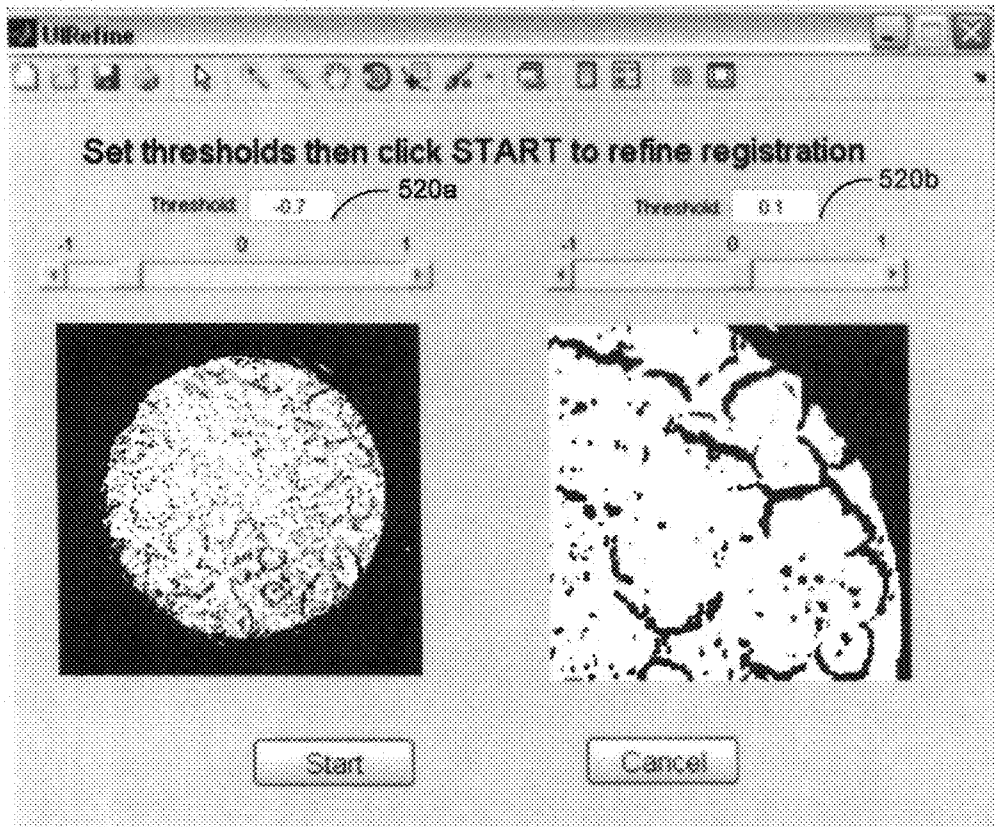 UIRefine
Set thresholds then click START to refine registration
Threshold: -0.7 520a
Threshold: 0.1 520b
-1 0 1
-1 0 1
Start Cancel